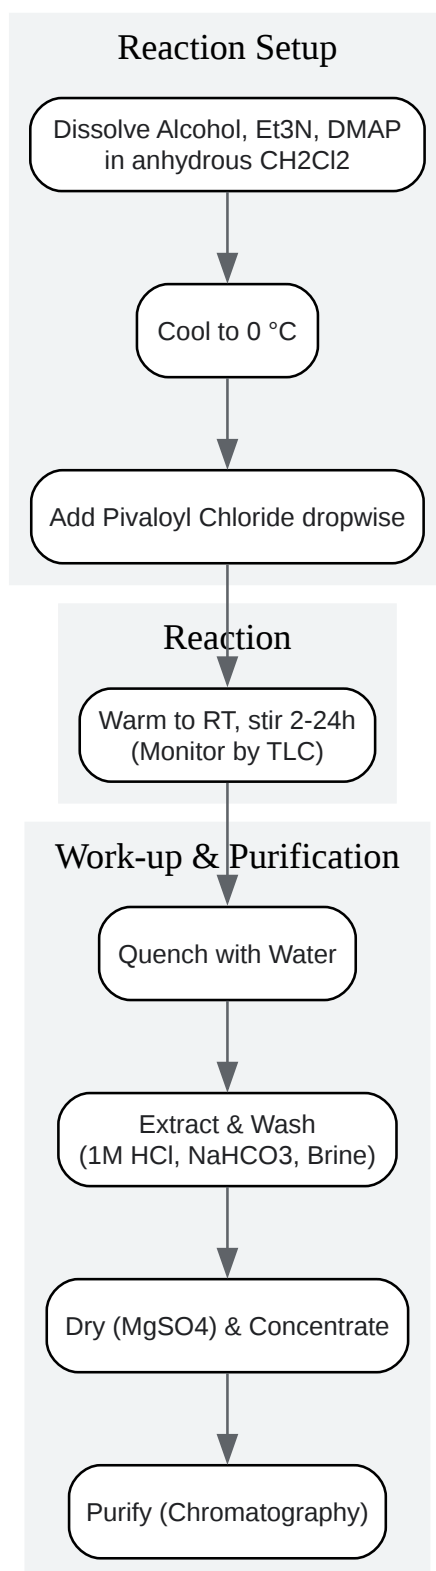 Reaction Setup
Dissolve Alcohol, Et3N, DMAP
in anhydrous CH2Cl2
Cool to 0 °C
Add Pivaloyl Chloride dropwise
Reaction
Warm to RT, stir 2-24h
(Monitor by TLC)
Work-up & Purification
Quench with Water
Extract & Wash
(1M HCl, NaHCO3, Brine)
Dry (MgSO4) & Concentrate
Purify (Chromatography)